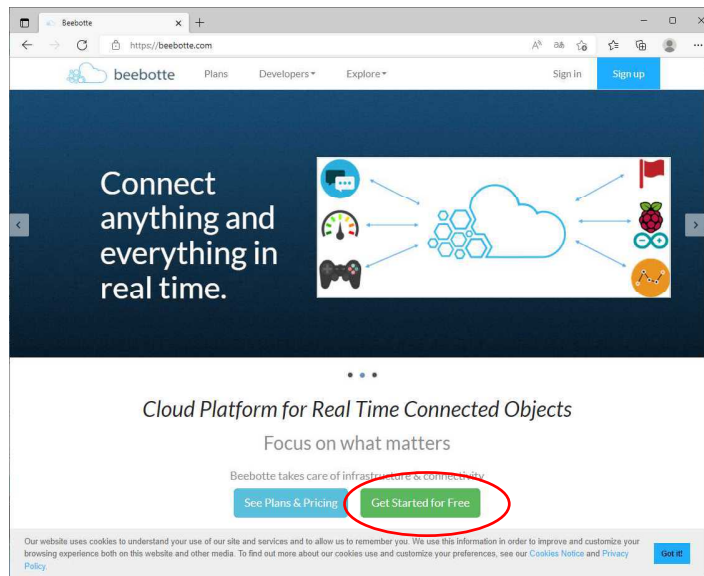 Beebotte
https://beebotte.com
beebotte Plans Developers Explore Sign in Sign up
Connect
anything and
everything in
real time.
Cloud Platform for Real Time Connected Objects
Focus on what matters
Beebotte takes care of infrastructure & connectivity
See Plans & Pricing Get Started for Free
Our website uses cookies to understand your use of our site and services and to allow us to remember you. We use this information in order to improve and customize your
browsing experience both on this website and other media. To find out more about our cookies use and customize your preferences, see our Cookies Notice and Privacy
Policy.
Got it!